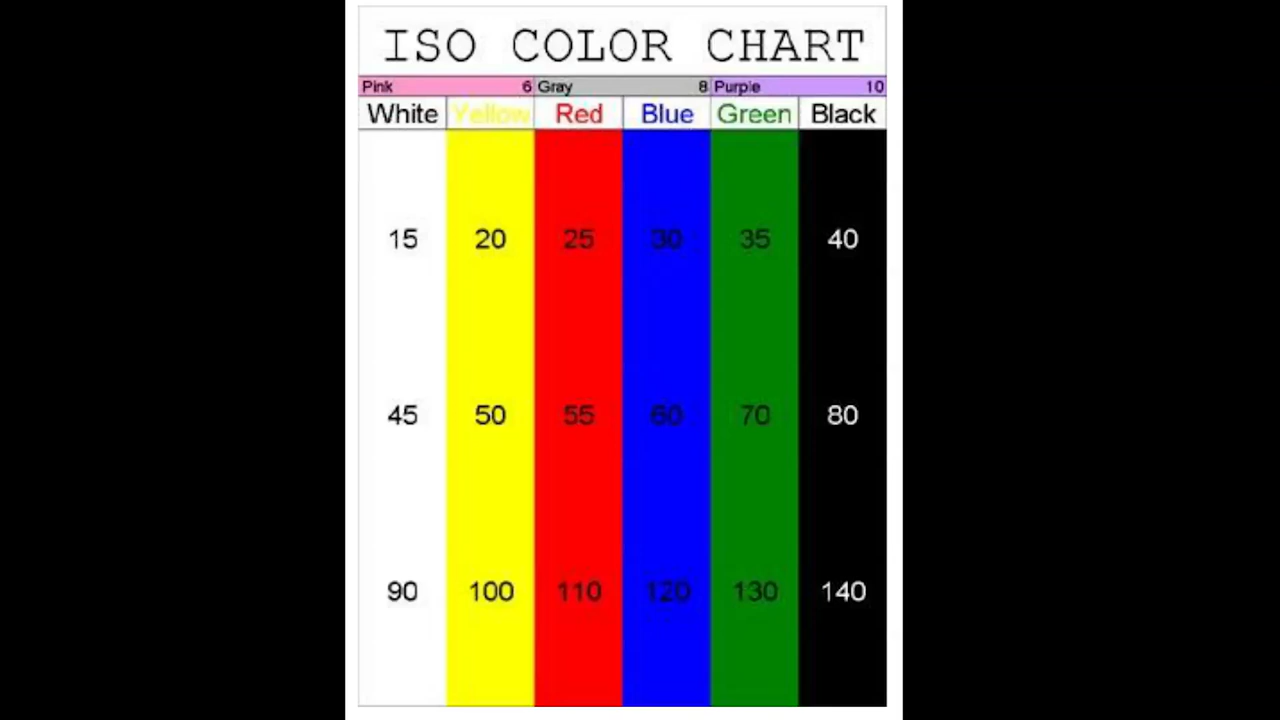 ISO COLOR CHART
Pink 6 Gray 8 Purple 10
White Yellow Red Blue Green Black
15 20 25 30 35 40
45 50 55 60 70 80
90 100 110 120 130 140